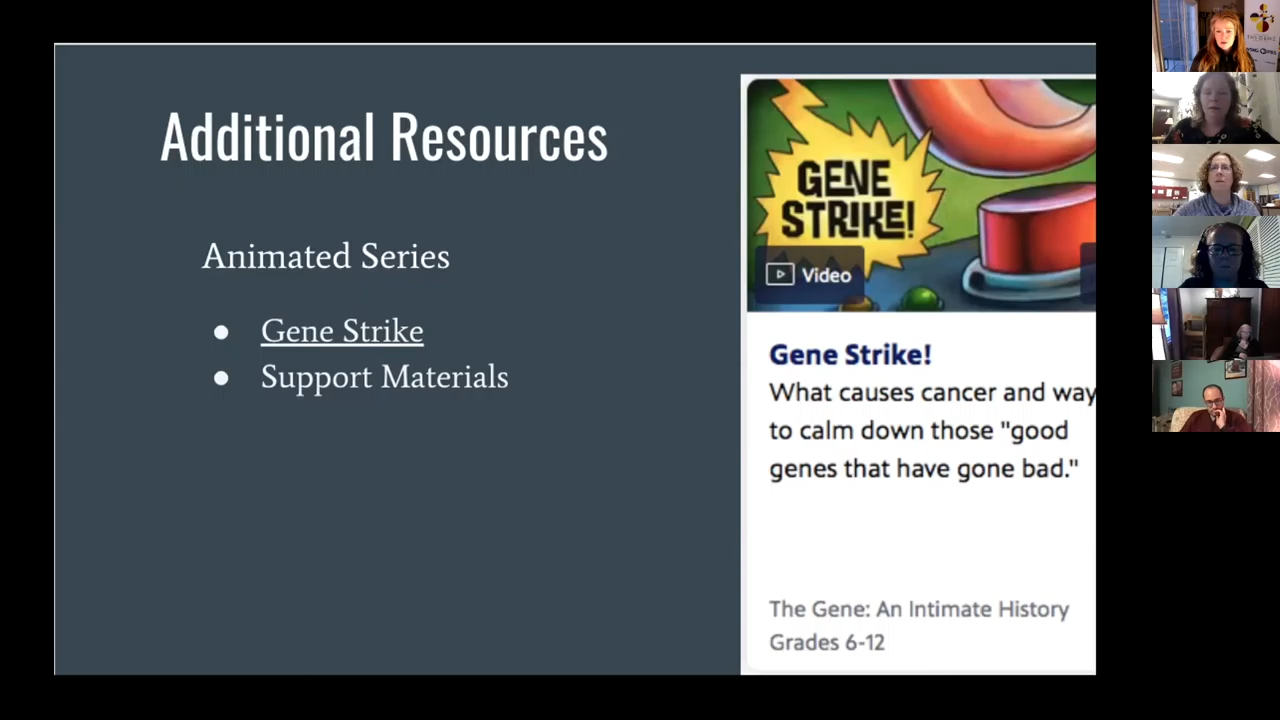 Additional Resources
Animated Series
● Gene Strike
● Support Materials
GENE
STRIKE!
Video
Gene Strike!
What causes cancer and way
to calm down those "good
genes that have gone bad."
The Gene: An Intimate History
Grades 6-12
PBS